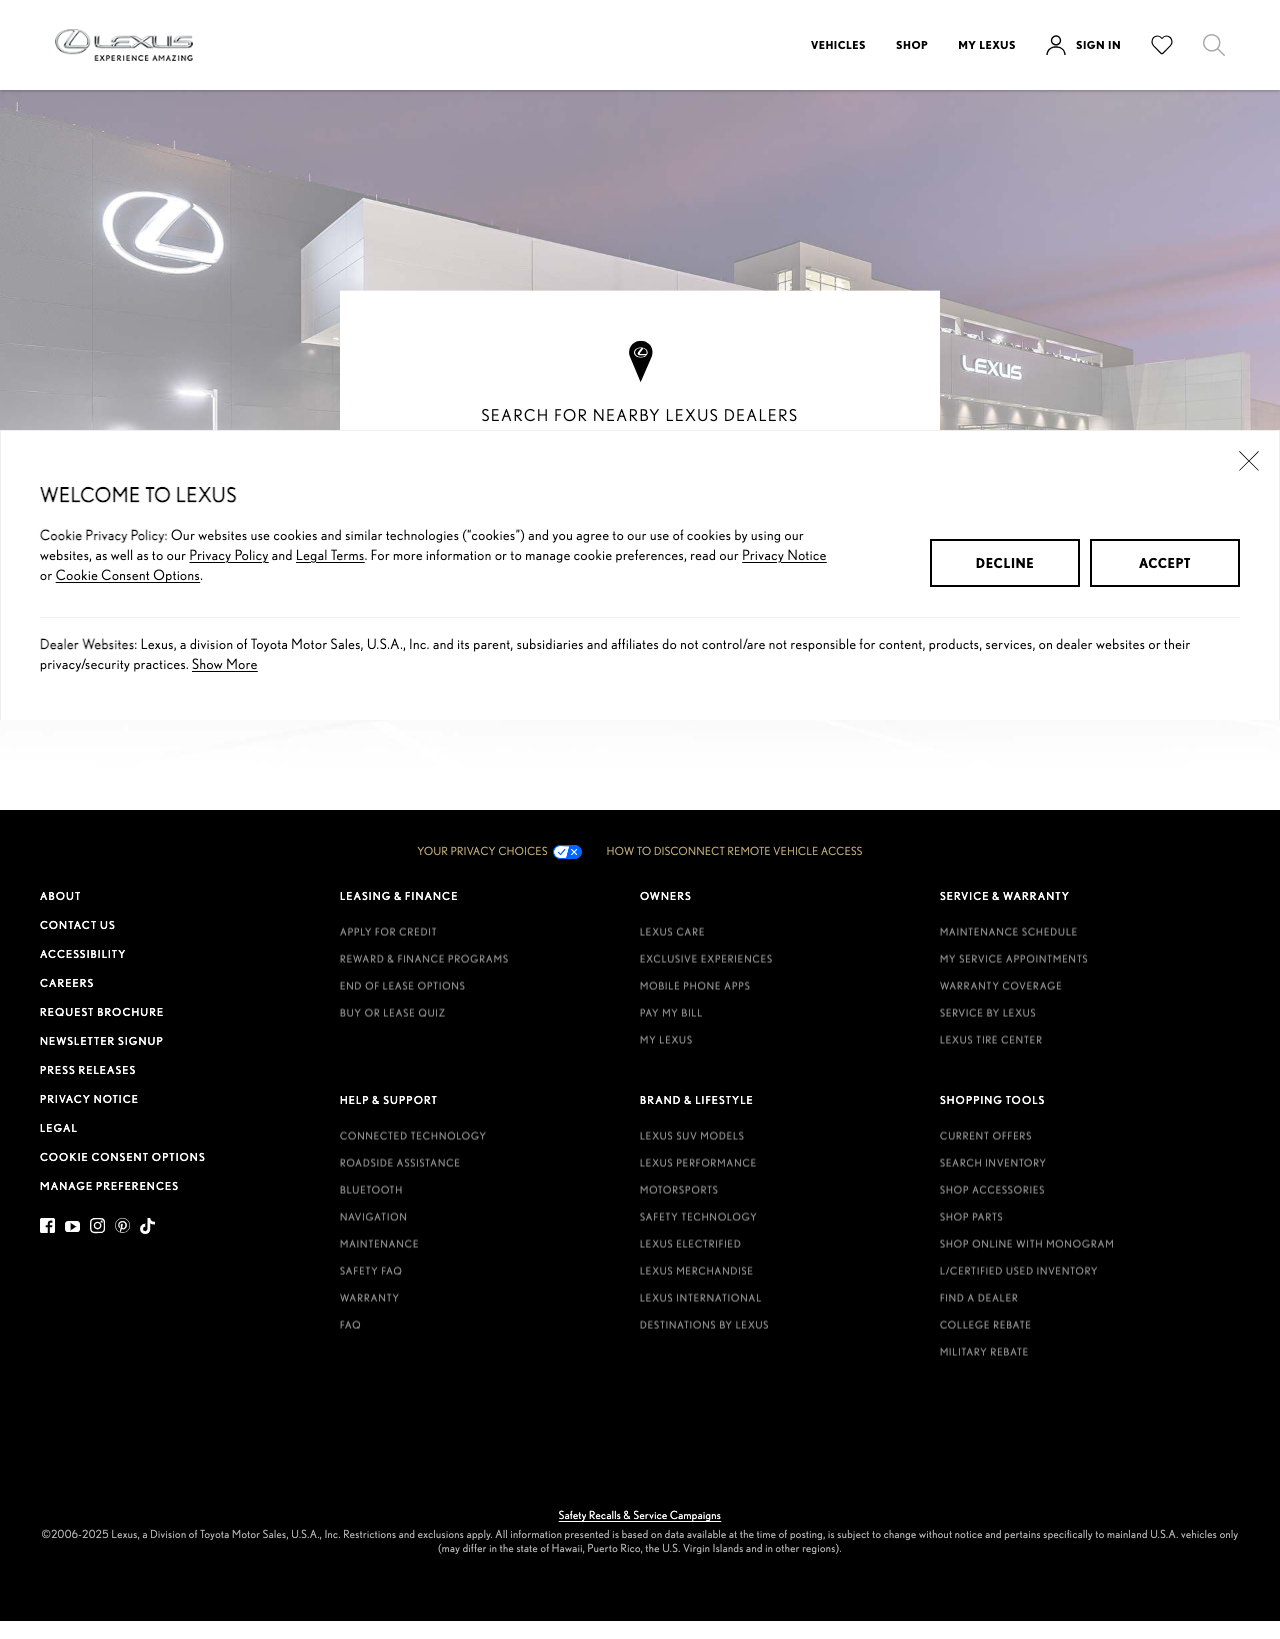 LEXUS
EXPERIENCE AMAZING
VEHICLES
SHOP
MY LEXUS
SIGN IN
LEXUS
SEARCH FOR NEARBY LEXUS DEALERS
WELCOME TO LEXUS
Cookie Privacy Policy: Our websites use cookies and similar technologies (“cookies”) and you agree to our use of cookies by using our
websites, as well as to our Privacy Policy and Legal Terms. For more information or to manage cookie preferences, read our Privacy Notice
or Cookie Consent Options.
DECLINE
ACCEPT
Dealer Websites: Lexus, a division of Toyota Motor Sales, U.S.A., Inc. and its parent, subsidiaries and affiliates do not control/are not responsible for content, products, services, on dealer websites or their
privacy/security practices. Show More
YOUR PRIVACY CHOICES
HOW TO DISCONNECT REMOTE VEHICLE ACCESS
ABOUT
CONTACT US
ACCESSIBILITY
CAREERS
REQUEST BROCHURE
NEWSLETTER SIGNUP
PRESS RELEASES
PRIVACY NOTICE
LEGAL
COOKIE CONSENT OPTIONS
MANAGE PREFERENCES
LEASING & FINANCE
APPLY FOR CREDIT
REWARD & FINANCE PROGRAMS
END OF LEASE OPTIONS
BUY OR LEASE QUIZ
OWNERS
LEXUS CARE
EXCLUSIVE EXPERIENCES
MOBILE PHONE APPS
PAY MY BILL
MY LEXUS
SERVICE & WARRANTY
MAINTENANCE SCHEDULE
MY SERVICE APPOINTMENTS
WARRANTY COVERAGE
SERVICE BY LEXUS
LEXUS TIRE CENTER
HELP & SUPPORT
CONNECTED TECHNOLOGY
ROADSIDE ASSISTANCE
BLUETOOTH
NAVIGATION
MAINTENANCE
SAFETY FAQ
WARRANTY
FAQ
BRAND & LIFESTYLE
LEXUS SUV MODELS
LEXUS PERFORMANCE
MOTORSPORTS
SAFETY TECHNOLOGY
LEXUS ELECTRIFIED
LEXUS MERCHANDISE
LEXUS INTERNATIONAL
DESTINATIONS BY LEXUS
SHOPPING TOOLS
CURRENT OFFERS
SEARCH INVENTORY
SHOP ACCESSORIES
SHOP PARTS
SHOP ONLINE WITH MONOGRAM
L/CERTIFIED USED INVENTORY
FIND A DEALER
COLLEGE REBATE
MILITARY REBATE
Safety Recalls & Service Campaigns
©2006-2025 Lexus, a Division of Toyota Motor Sales, U.S.A., Inc. Restrictions and exclusions apply. All information presented is based on data available at the time of posting, is subject to change without notice and pertains specifically to mainland U.S.A. vehicles only
(may differ in the state of Hawaii, Puerto Rico, the U.S. Virgin Islands and in other regions).